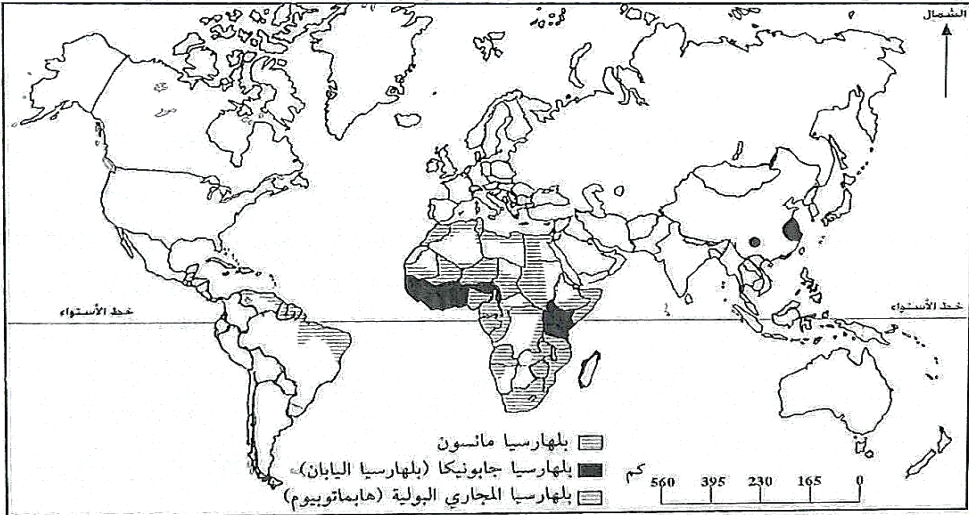 الشمال
خط الأستواء
خط الأستواء
بلهارسيا مانسون
بلهارسيا جابونيكا (بلهارسيا اليابان)
بلهارسيا المجاري البولية (هابماتوبيوم)
كم
560 395 230 165 0